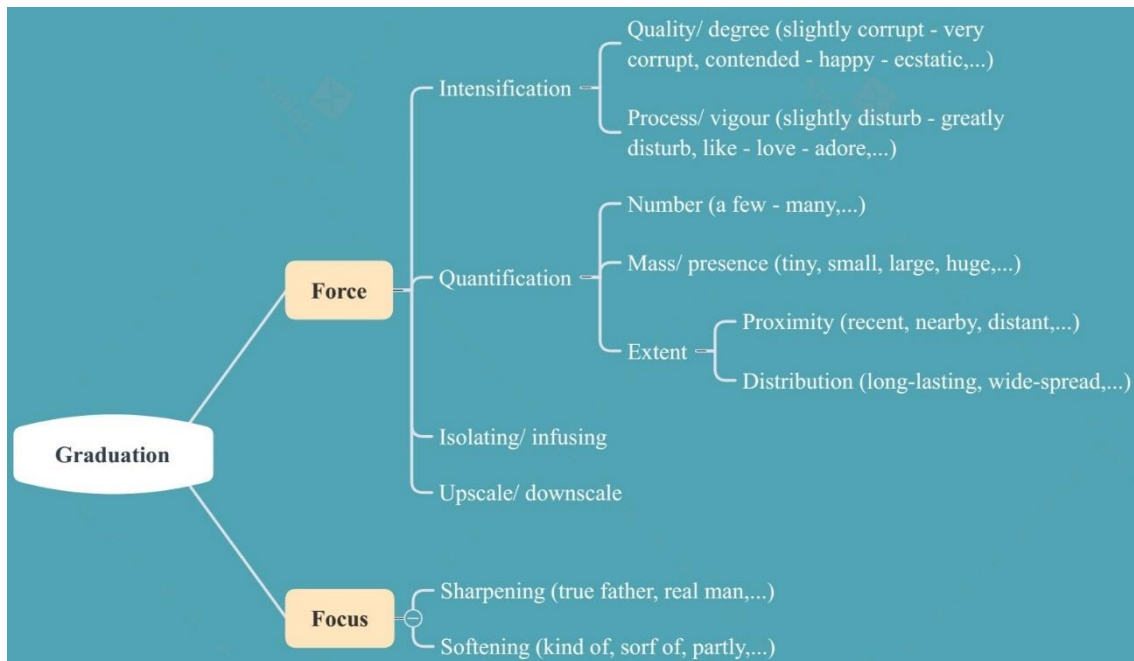 Quality/ degree (slightly corrupt - very
corrupt, contended - happy - ecstatic,...)
Intensification
Process/ vigour (slightly disturb - greatly
disturb, like - love - adore,...)
Number (a few - many,...)
Quantification
Mass/ presence (tiny, small, large, huge,...)
Force
Proximity (recent, nearby, distant,...)
Extent
Distribution (long-lasting, wide-spread,...)
Isolating/ infusing
Graduation
Upscale/ downscale
Sharpening (true father, real man,...)
Focus
Softening (kind of, sorf of, partly,...)